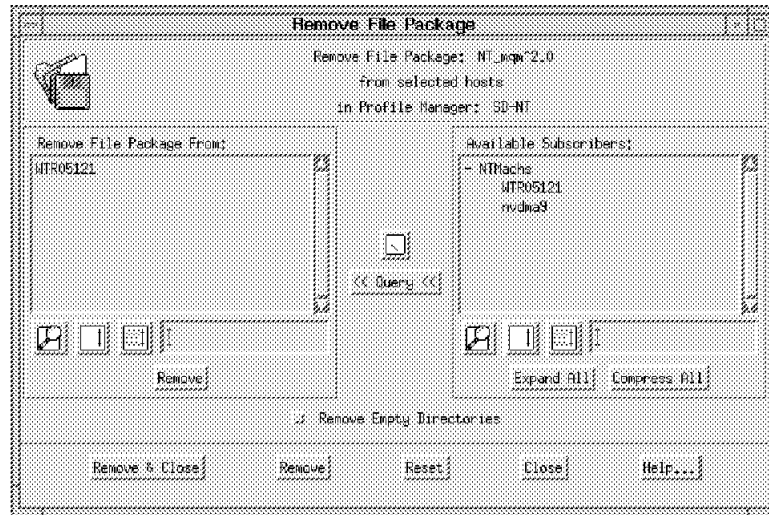 Remove File Package
Remove File Package: NT_mqm^2.0
from selected hosts
in Profile Manager: SD-NT
Remove File Package From:
WTR05121
Available Subscribers:
- NTMachs
WTR05121
nvdma9
<< Query <<
Remove
Expand All
Compress All
Remove Empty Directories
Remove & Close
Remove
Reset
Close
Help...